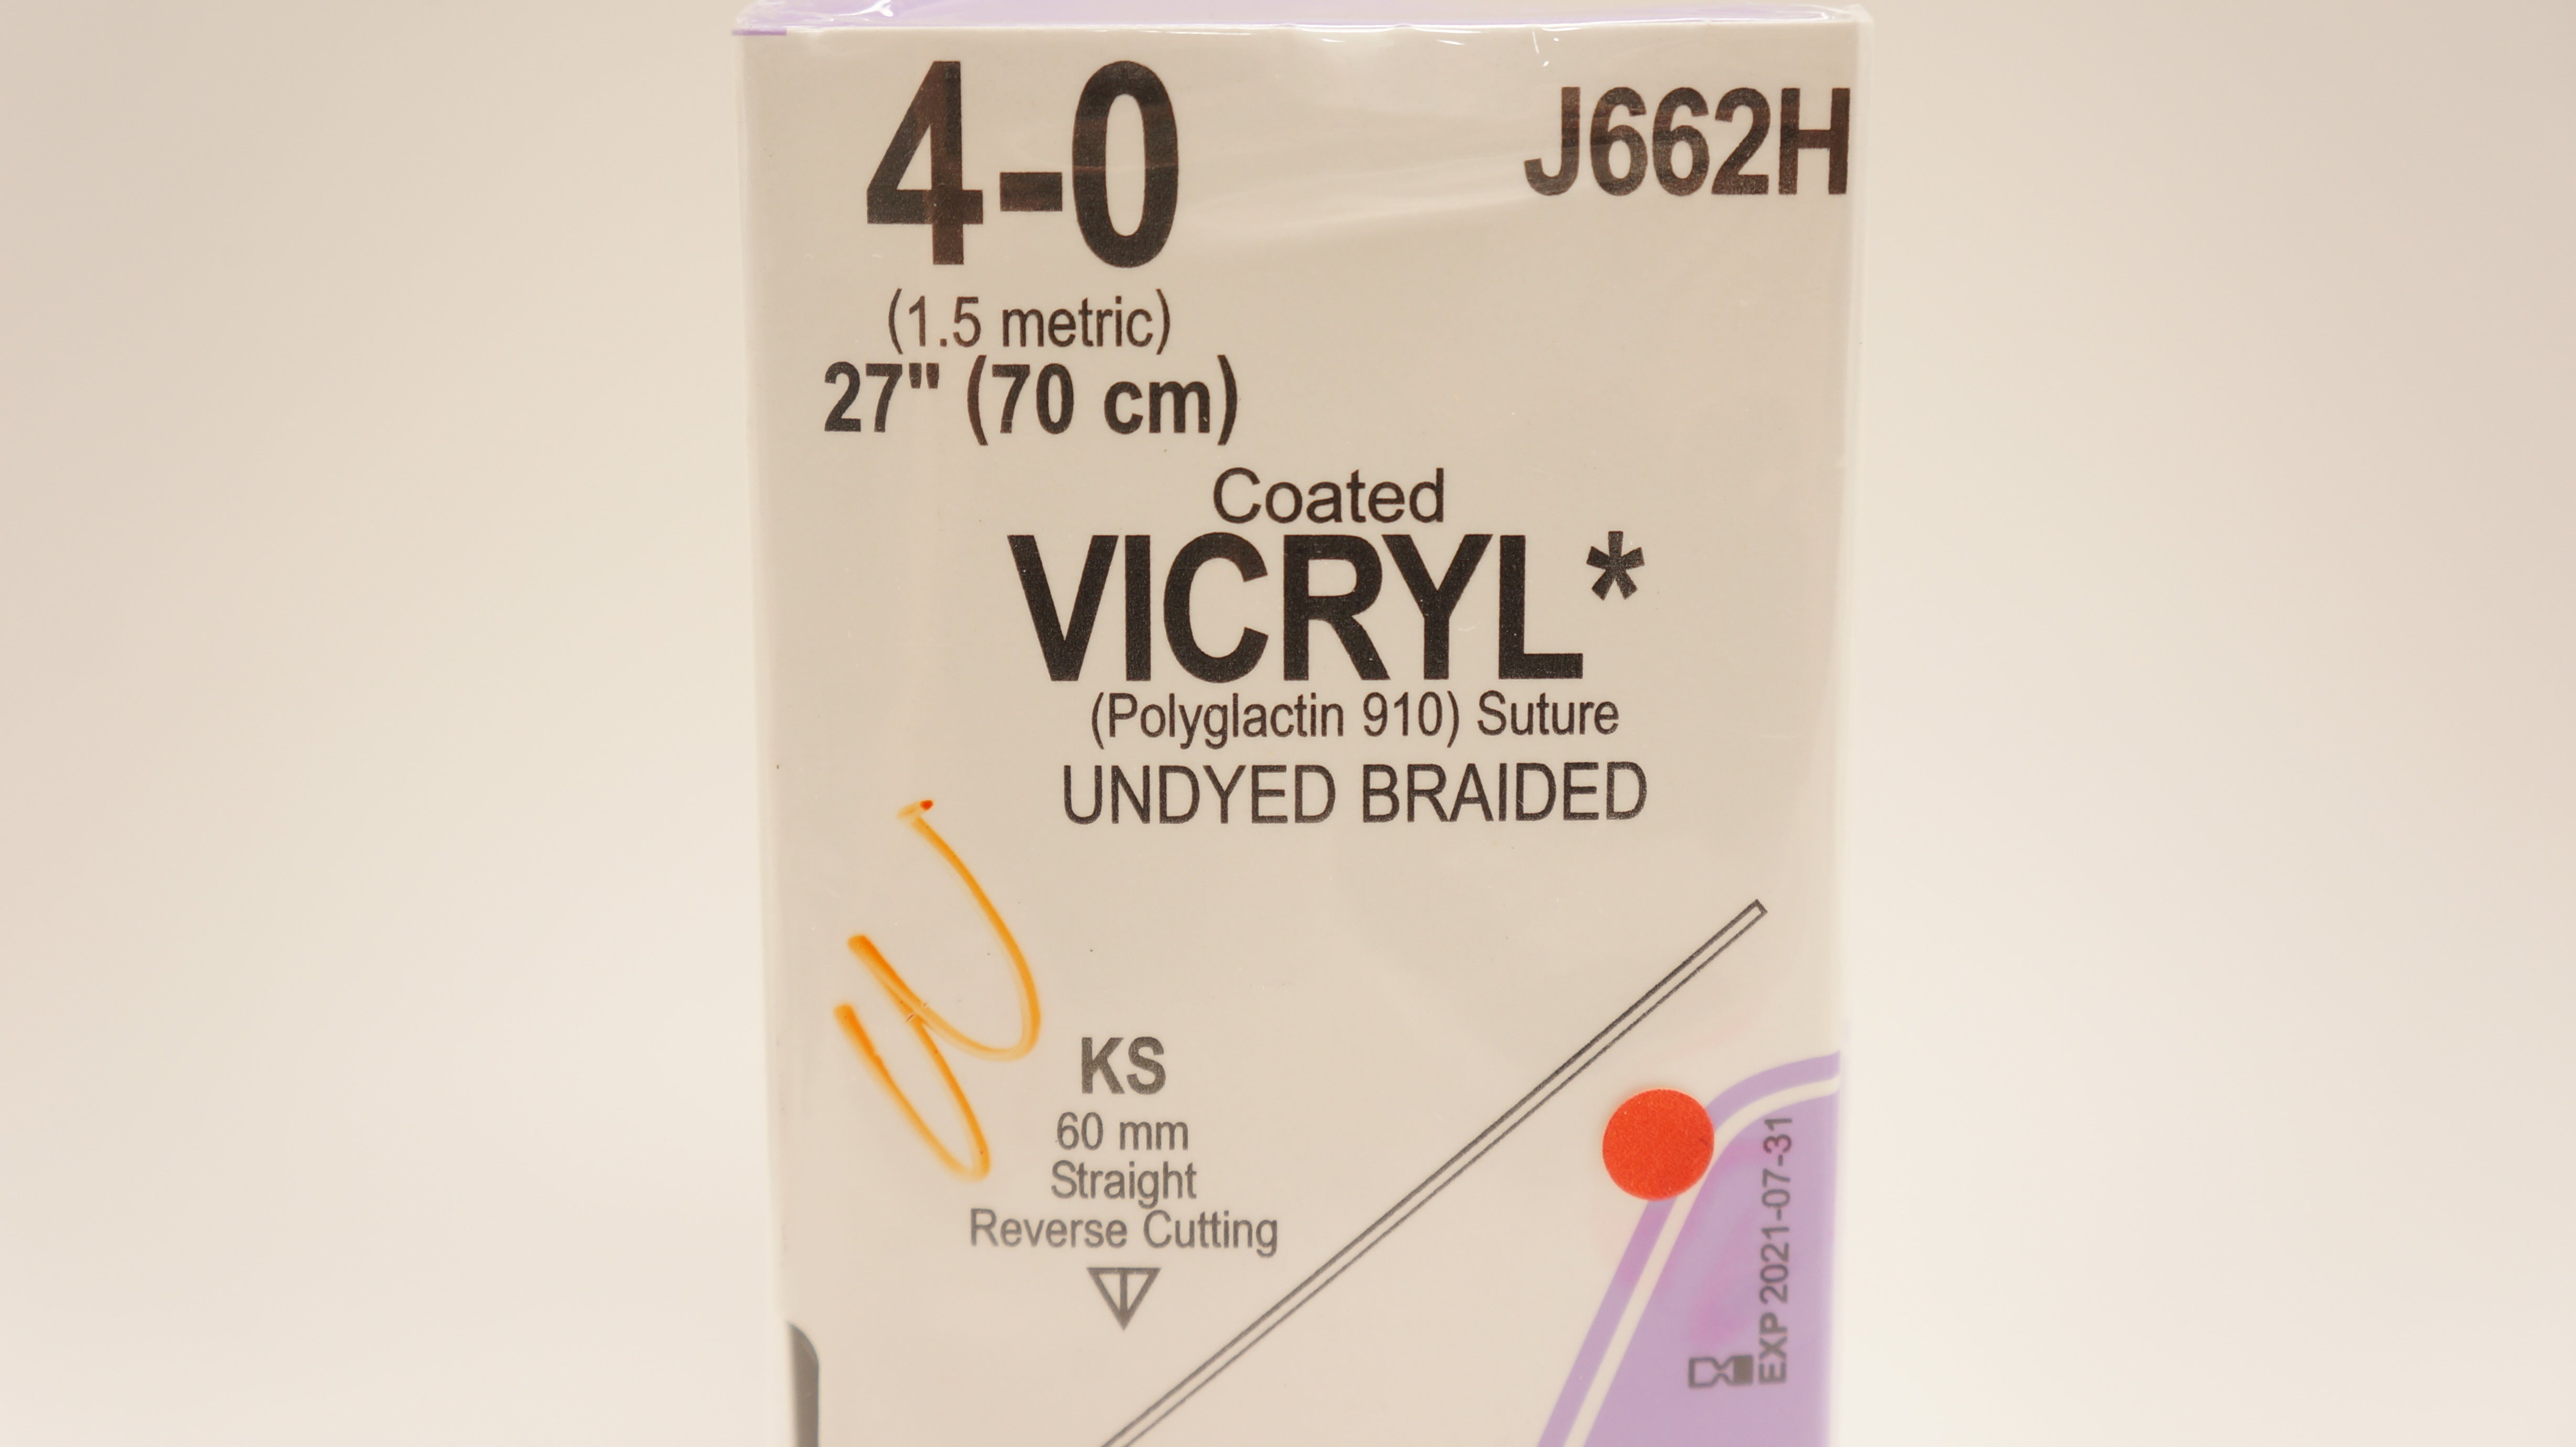 4-0
J662H
(1.5 metric)
27" (70 cm)
Coated
VICRYL*
(Polyglactin 910) Suture
UNDYED BRAIDED
KS
60 mm
Straight
Reverse Cutting
EXP 2021-07-31